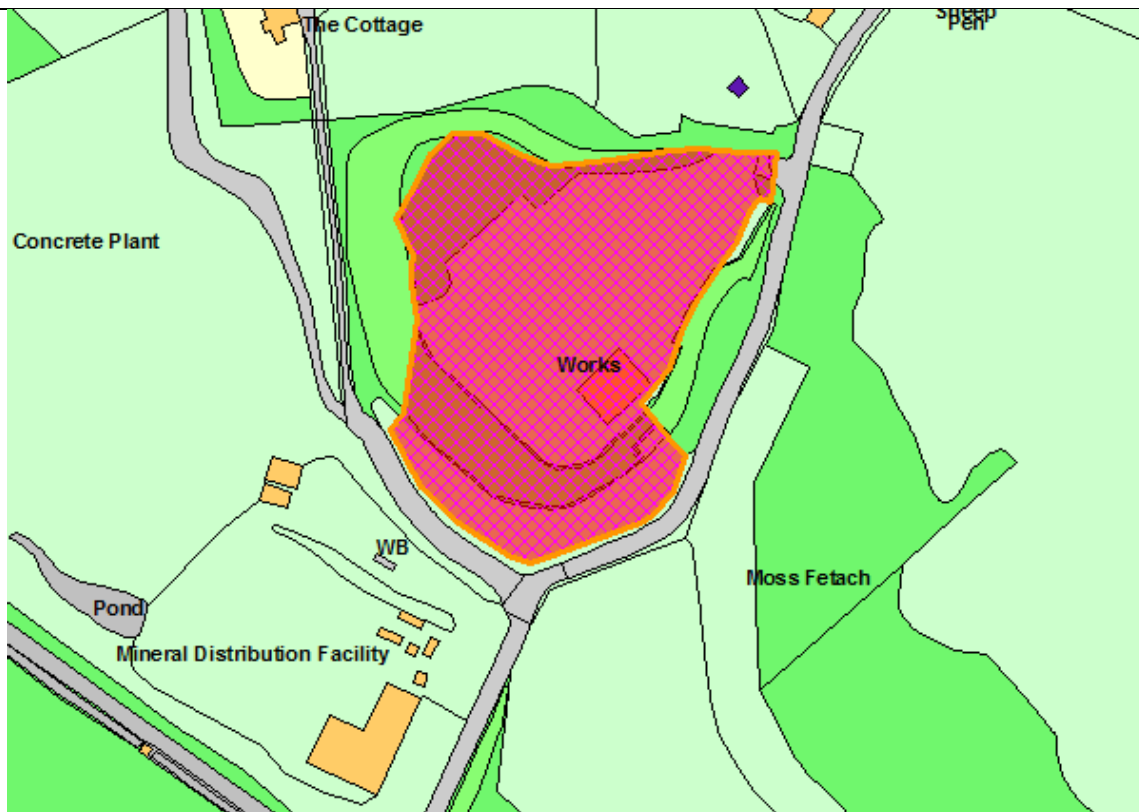 The Cottage
Sheep
Pen
Concrete Plant
Works
WB
Moss Fetach
Pond
Mineral Distribution Facility